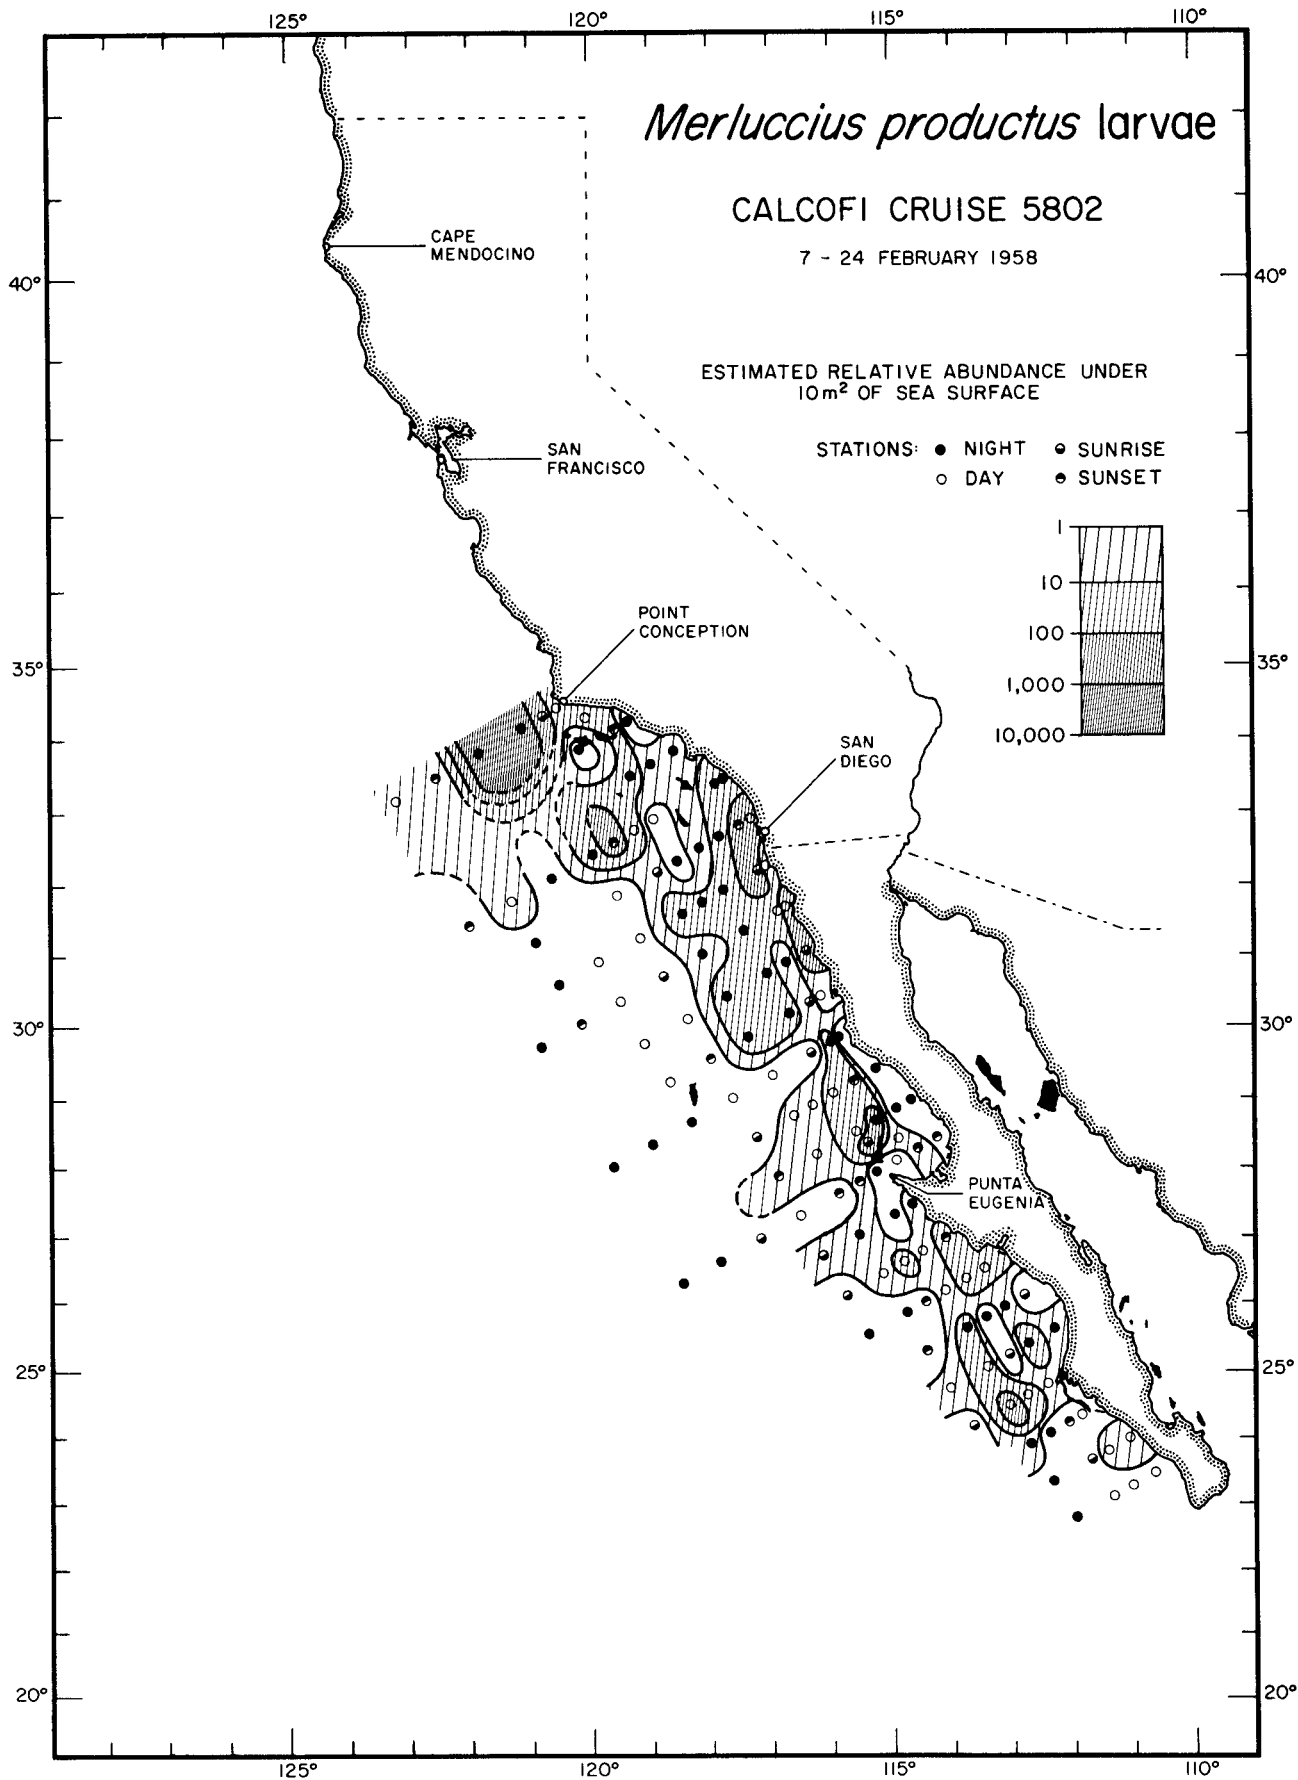 125° 120° 115° 110°
Merluccius productus larvae
CALCOFI CRUISE 5802
7 - 24 FEBRUARY 1958
CAPE
MENDOCINO
40° 40°
ESTIMATED RELATIVE ABUNDANCE UNDER
10m² OF SEA SURFACE
STATIONS: NIGHT SUNRISE
DAY SUNSET
SAN
FRANCISCO
1
10
100
1,000
10,000
POINT
CONCEPTION
35° 35°
SAN
DIEGO
30° 30°
PUNTA
EUGENIA
25° 25°
20° 20°
125° 120° 115° 110°